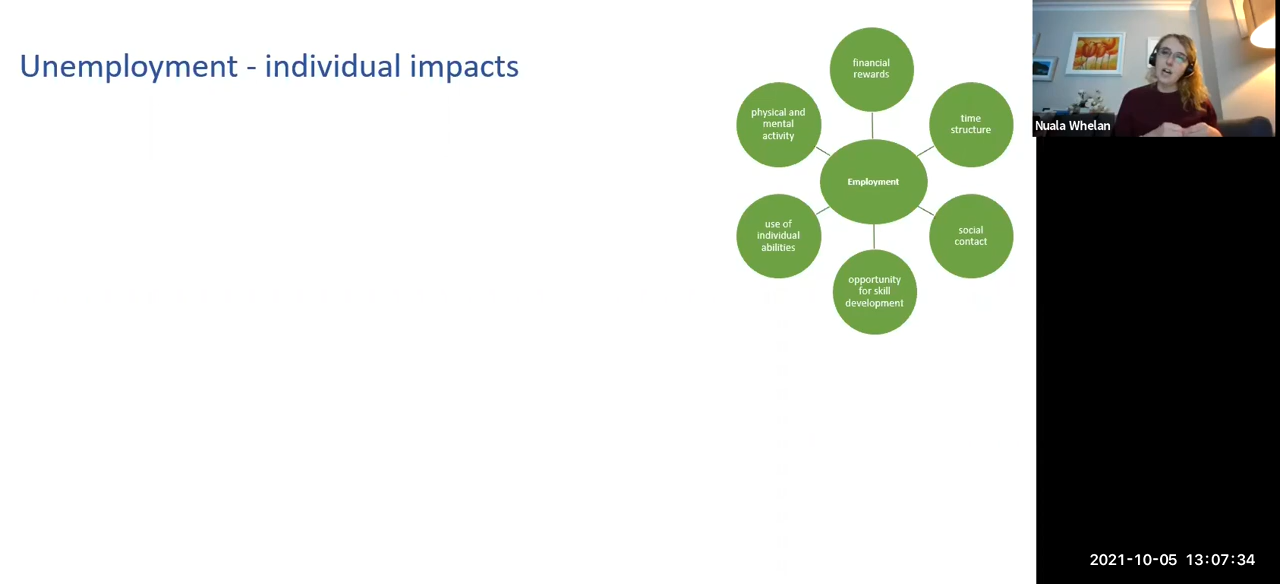 Unemployment - individual impacts
financial
rewards
physical and
mental
activity
time
structure
Employment
use of
individual
abilities
social
contact
opportunity
for skill
development
Nuala Whelan
2021-10-05 13:07:34